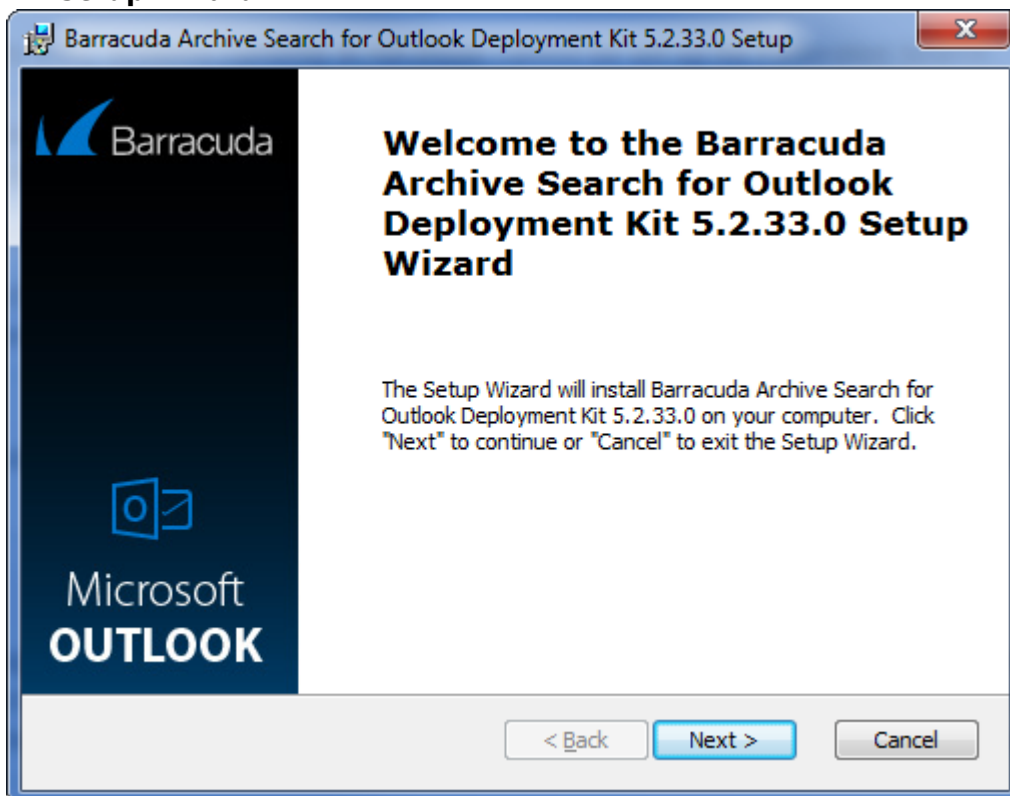 Barracuda Archive Search for Outlook Deployment Kit 5.2.33.0 Setup
Barracuda
Welcome to the Barracuda
Archive Search for Outlook
Deployment Kit 5.2.33.0 Setup
Wizard
The Setup Wizard will install Barracuda Archive Search for
Outlook Deployment Kit 5.2.33.0 on your computer. Click
"Next" to continue or "Cancel" to exit the Setup Wizard.
Microsoft
OUTLOOK
< Back
Next >
Cancel